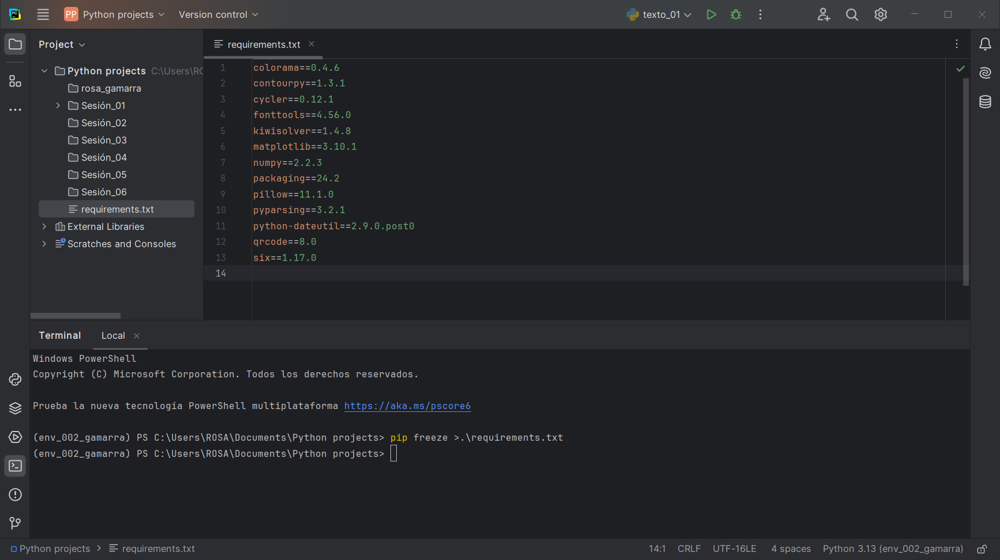 PC
PP Python projects Version control texto_01
Project
requirements.txt
Python projects C:\Users\RO
rosa_gamarra
Sesión_01
Sesión_02
Sesión_03
Sesión_04
Sesión_05
Sesión_06
requirements.txt
External Libraries
Scratches and Consoles
1 colorama==0.4.6
2 contourpy==1.3.1
3 cycler==0.12.1
4 fonttools==4.56.0
5 kiwisolver==1.4.8
6 matplotlib==3.10.1
7 numpy==2.2.3
8 packaging==24.2
9 pillow==11.1.0
10 pyparsing==3.2.1
11 python-dateutil==2.9.0.post0
12 qrcode==8.0
13 six==1.17.0
14
Terminal Local
Windows PowerShell
Copyright (C) Microsoft Corporation. Todos los derechos reservados.
Prueba la nueva tecnología PowerShell multiplataforma https://aka.ms/pscore6
(env_002_gamarra) PS C:\Users\ROSA\Documents\Python projects> pip freeze >.\requirements.txt
(env_002_gamarra) PS C:\Users\ROSA\Documents\Python projects>
Python projects > requirements.txt 14:1 CRLF UTF-16LE 4 spaces Python 3.13 (env_002_gamarra)